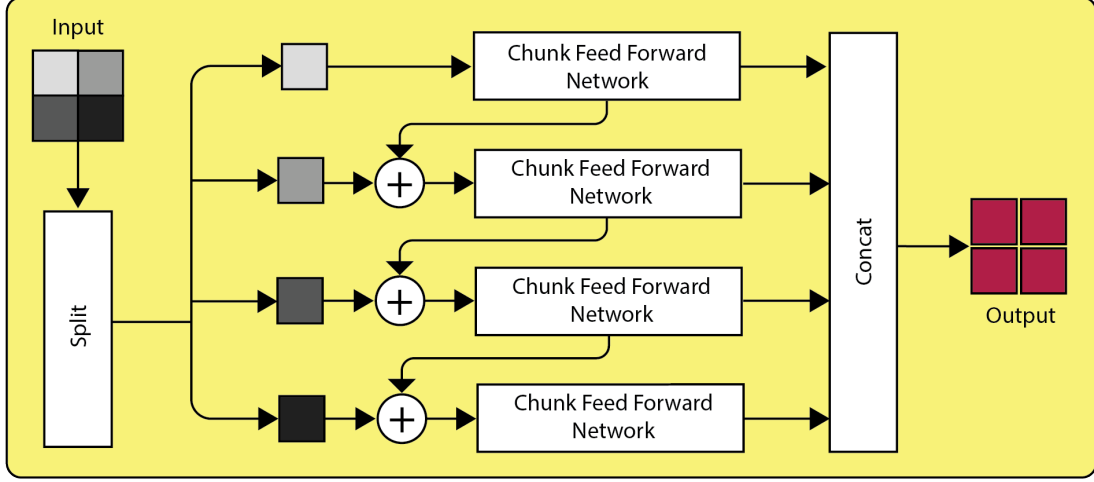 Input
Split
Chunk Feed Forward
Network
Chunk Feed Forward
Network
Chunk Feed Forward
Network
Chunk Feed Forward
Network
Concat
Output